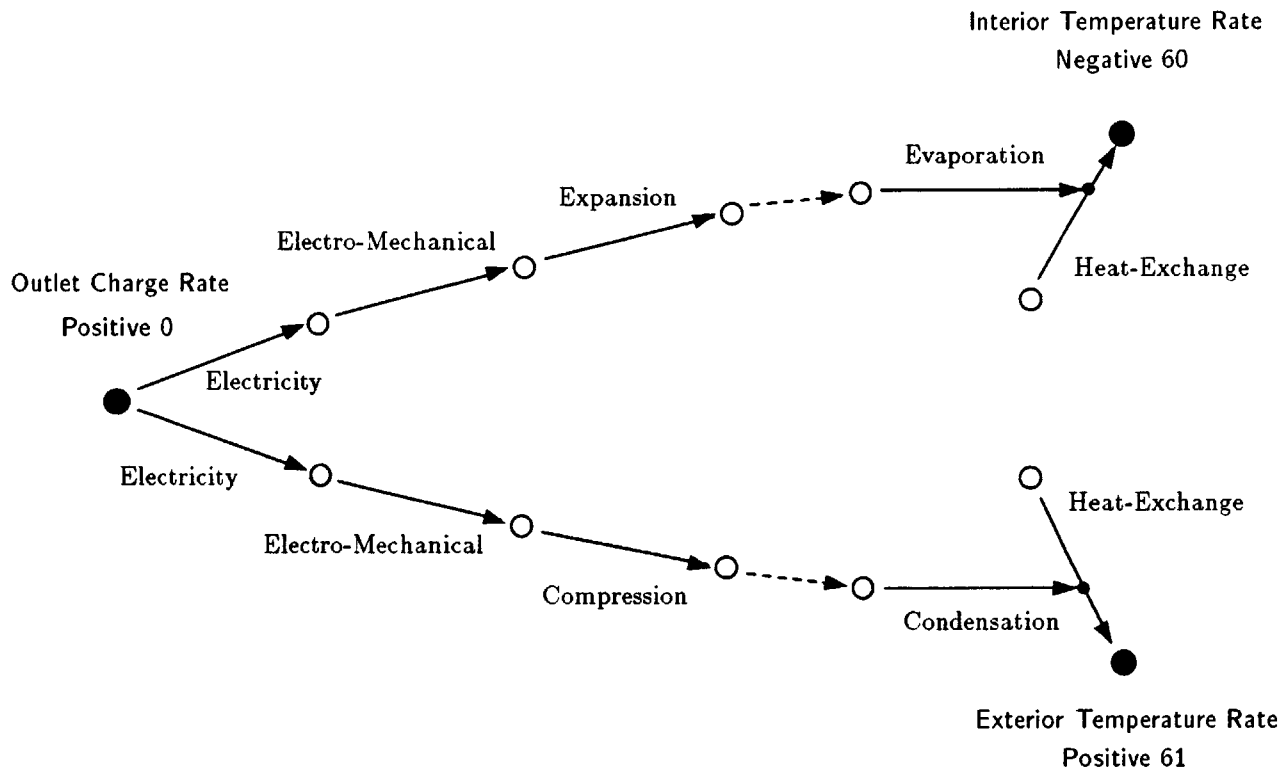 Interior Temperature Rate
Negative 60
Evaporation
Expansion
Electro-Mechanical
Heat-Exchange
Outlet Charge Rate
Positive 0
Electricity
Electricity
Heat-Exchange
Electro-Mechanical
Compression
Condensation
Exterior Temperature Rate
Positive 61